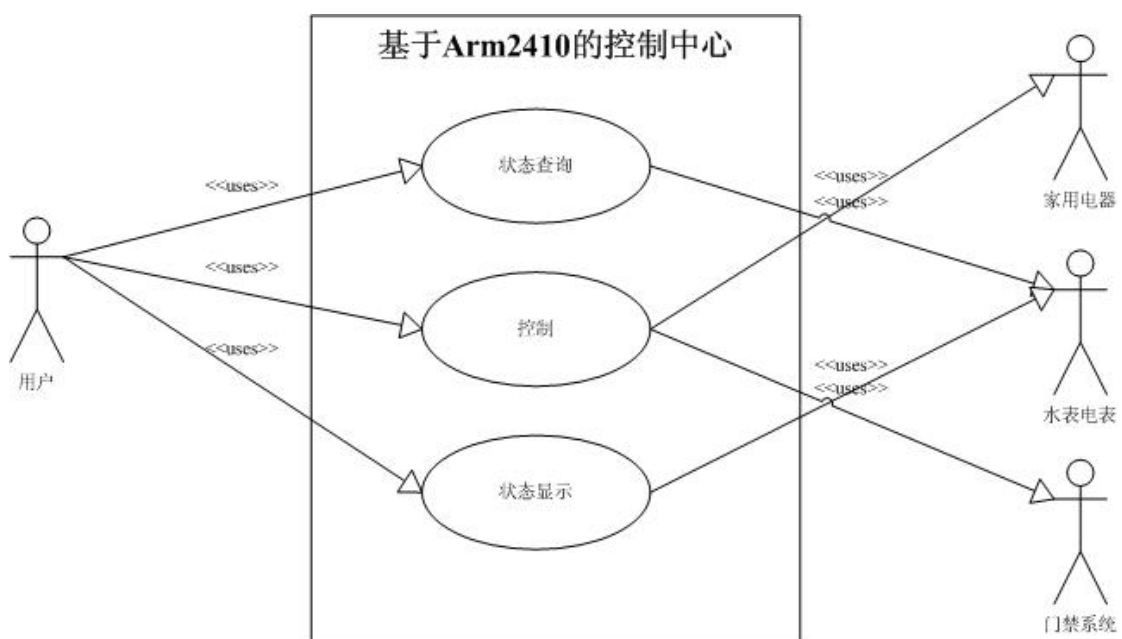 基于Arm2410的控制中心
状态查询
<<uses>>
<<uses>>
<<uses>>
家用电器
<<uses>>
控制
<<uses>>
用户
<<uses>>
<<uses>>
水表电表
状态显示
门禁系统